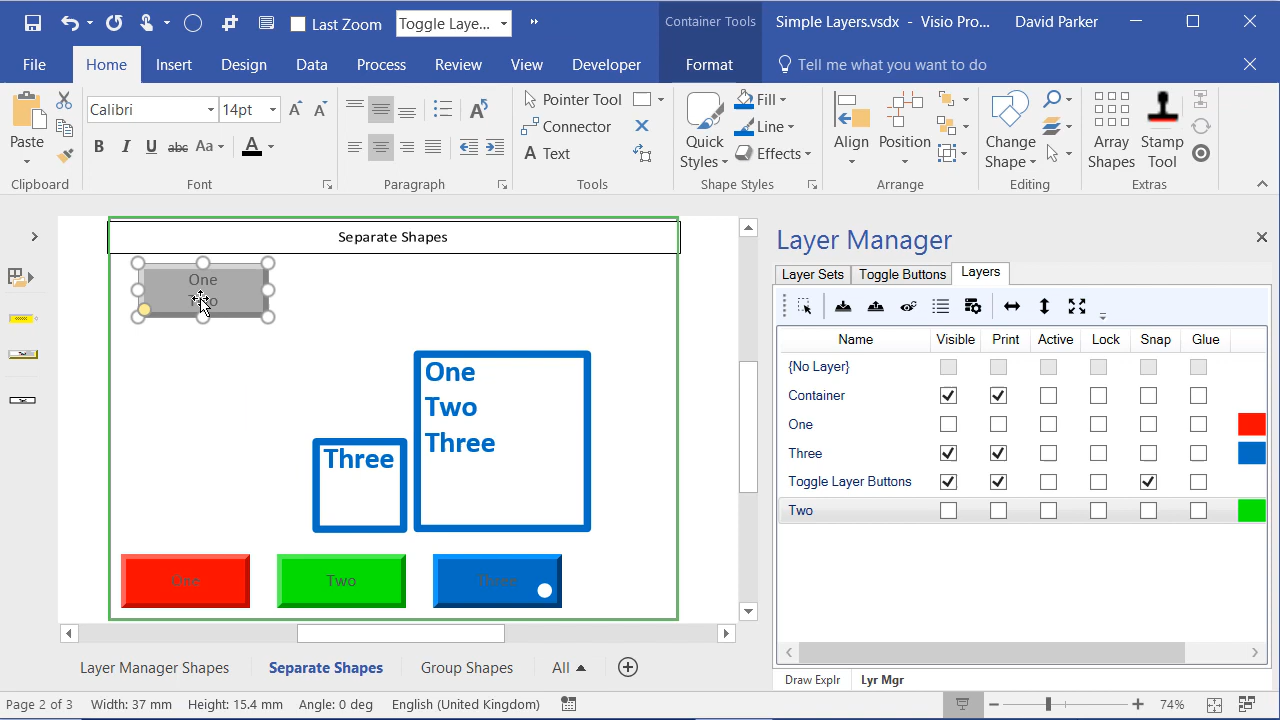 Last Zoom
Toggle Laye...
Container Tools
Simple Layers.vsdx - Visio Pro...
David Parker
File
Home
Insert
Design
Data
Process
Review
View
Developer
Format
Tell me what you want to do
Paste
Clipboard
Calibri
14pt
B I U abc Aa A
Font
Paragraph
Pointer Tool
Connector
A Text
Tools
Quick
Styles
Fill
Line
Effects
Shape Styles
Align
Position
Arrange
Change
Shape
Editing
Array
Shapes
Stamp
Tool
Extras
Separate Shapes
One
Two
One
Two
Three
Three
One
Two
Three
Layer Manager
Layer Sets
Toggle Buttons
Layers
Name
Visible
Print
Active
Lock
Snap
Glue
{No Layer}
Container
One
Three
Toggle Layer Buttons
Two
Draw Explr
Lyr Mgr
Layer Manager Shapes
Separate Shapes
Group Shapes
All
Page 2 of 3
Width: 37 mm
Height: 15.4 mm
Angle: 0 deg
English (United Kingdom)
74%